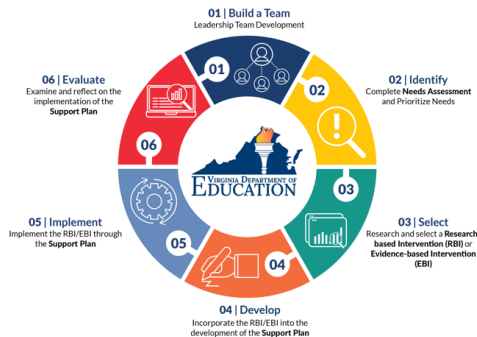 01 | Build a Team
Leadership Team Development
01
02 | Identify
Complete Needs Assessment
and Prioritize Needs
02
03 | Select
Research and select a Research
based Intervention (RBI) or
Evidence-based Intervention
(EBI)
03
04 | Develop
Incorporate the RBI/EBI into the
development of the Support Plan
04
05 | Implement
Implement the RBI/EBI through
the Support Plan
05
06 | Evaluate
Examine and reflect on the
implementation of the
Support Plan
06
VIRGINIA DEPARTMENT OF
EDUCATION